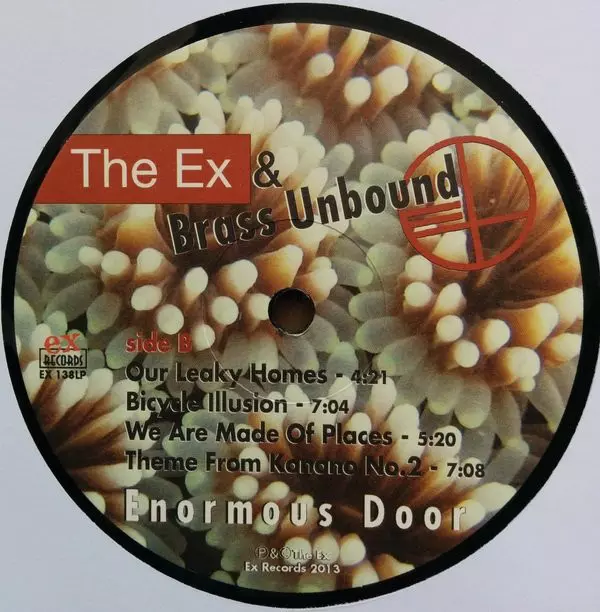 The Ex &
Brass Unbound
side B
ex
RECORDS
EX 138LP
Our Leaky Homes - 4:21
Bicycle Illusion - 7:04
We Are Made Of Places - 5:20
Theme From Konono No.2 - 7:08
Enormous Door
℗ & © The Ex
Ex Records 2013